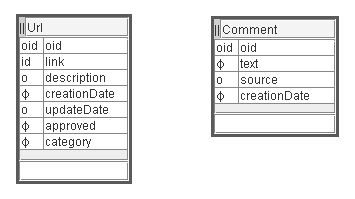 Url
oid oid
id link
o description
ϕ creationDate
o updateDate
ϕ approved
ϕ category
Comment
oid oid
ϕ text
o source
ϕ creationDate